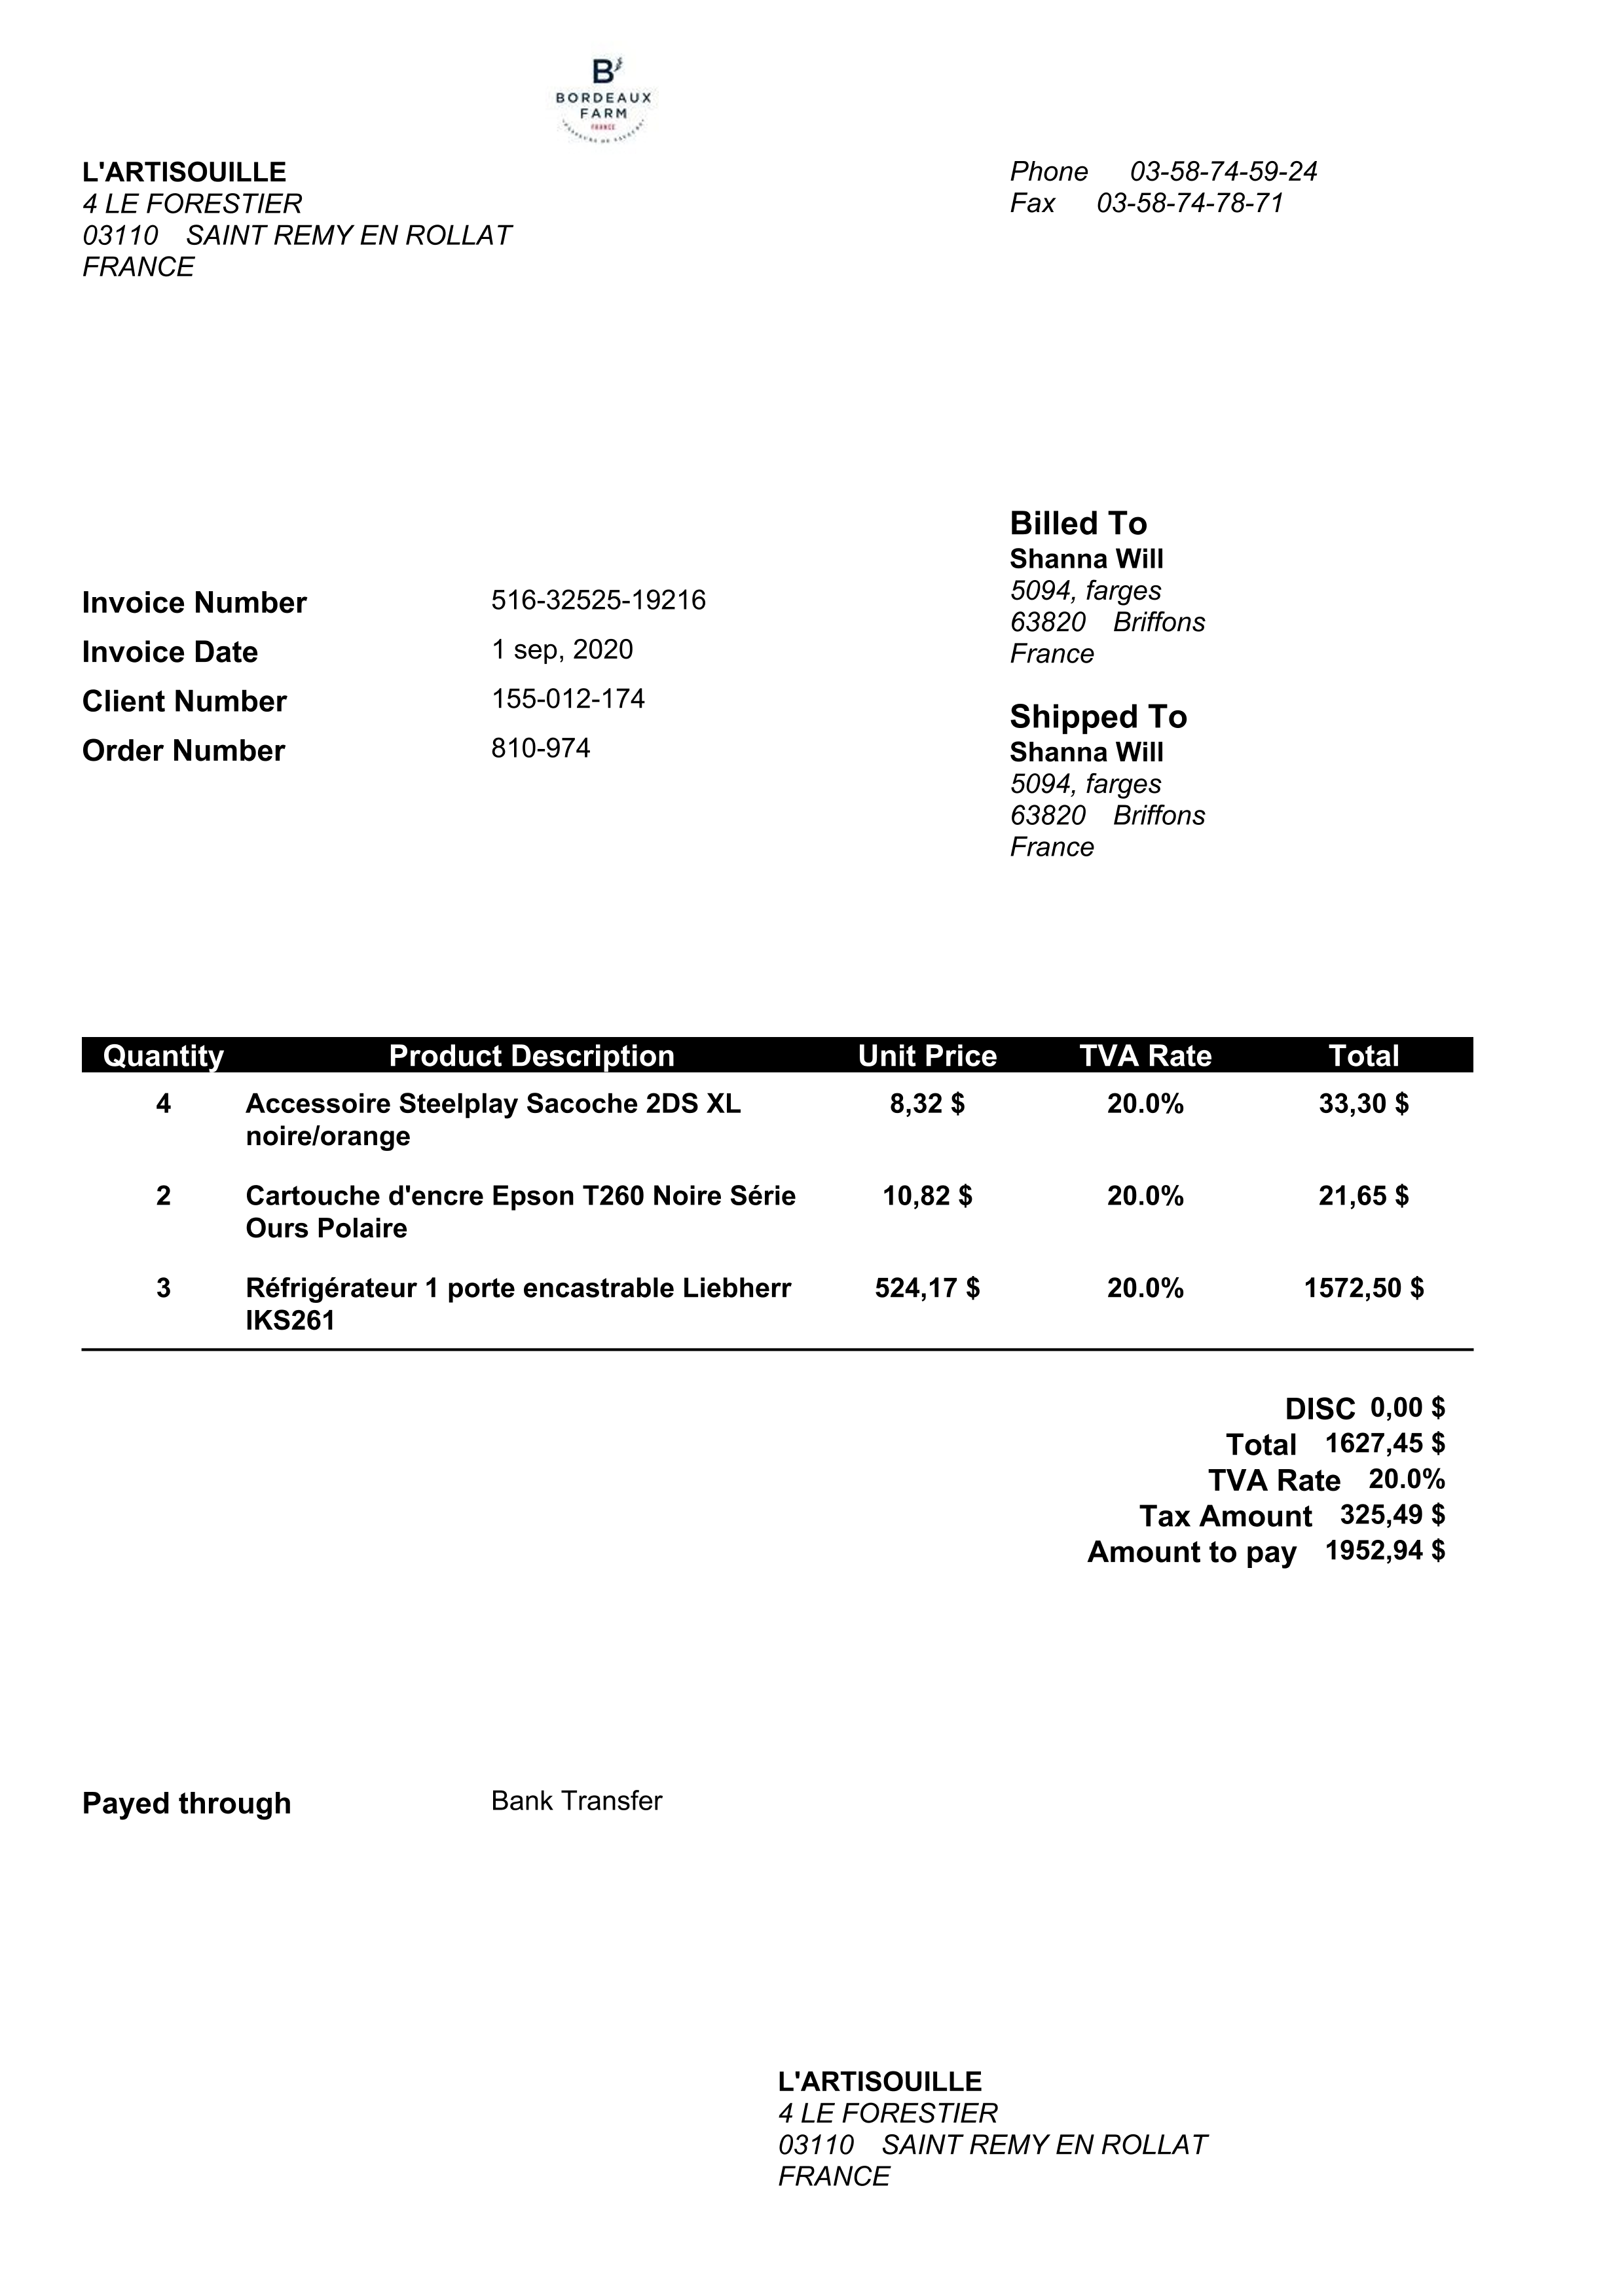 B
BORDEAUX
FARM
FRANCE
L'ARTISOUILLE
4 LE FORESTIER
03110 SAINT REMY EN ROLLAT
FRANCE
Phone 03-58-74-59-24
Fax 03-58-74-78-71
Billed To
Shanna Will
5094, farges
63820 Briffons
France
Invoice Number 516-32525-19216
Invoice Date 1 sep, 2020
Client Number 155-012-174
Order Number 810-974
Shipped To
Shanna Will
5094, farges
63820 Briffons
France
Quantity Product Description Unit Price TVA Rate Total
4 Accessoire Steelplay Sacoche 2DS XL 8,32 $ 20.0% 33,30 $
noire/orange
2 Cartouche d'encre Epson T260 Noire Série 10,82 $ 20.0% 21,65 $
Ours Polaire
3 Réfrigérateur 1 porte encastrable Liebherr 524,17 $ 20.0% 1572,50 $
IKS261
DISC 0,00 $
Total 1627,45 $
TVA Rate 20.0%
Tax Amount 325,49 $
Amount to pay 1952,94 $
Payed through Bank Transfer
L'ARTISOUILLE
4 LE FORESTIER
03110 SAINT REMY EN ROLLAT
FRANCE